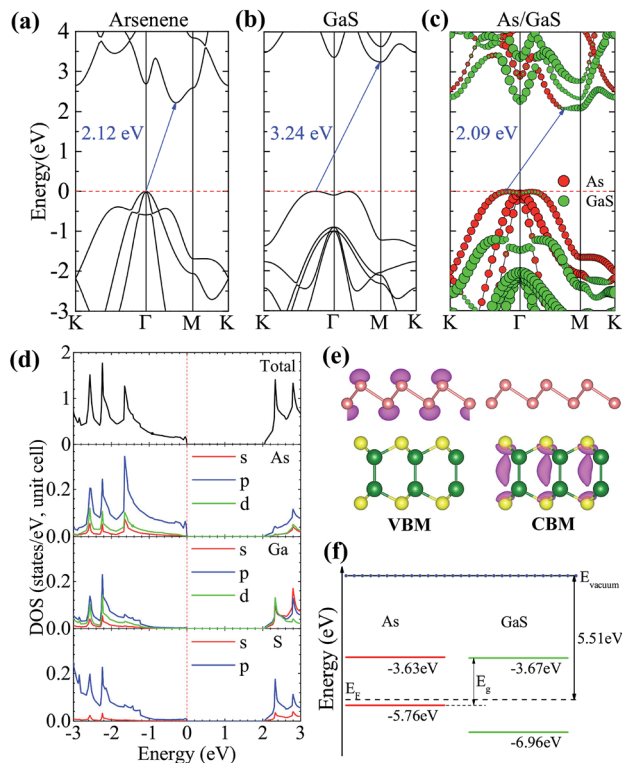 (a) Arsenene
(b) GaS
(c) As/GaS
Energy(eV)
4
3
2
1
0
-1
-2
-3
2.12 eV
3.24 eV
2.09 eV
As
GaS
K Γ M K
K Γ M K
K Γ M K
(d)
DOS (states/eV, unit cell)
2
1
0
Total
0.2
0.0
s
p
d
As
0.2
0.0
s
p
d
Ga
0.2
0.0
s
p
S
-3 -2 -1 0 1 2 3
Energy (eV)
(e)
VBM
CBM
(f)
Energy (eV)
Evacuum
As
GaS
5.51eV
-3.63eV
-3.67eV
EF
Eg
-5.76eV
-6.96eV